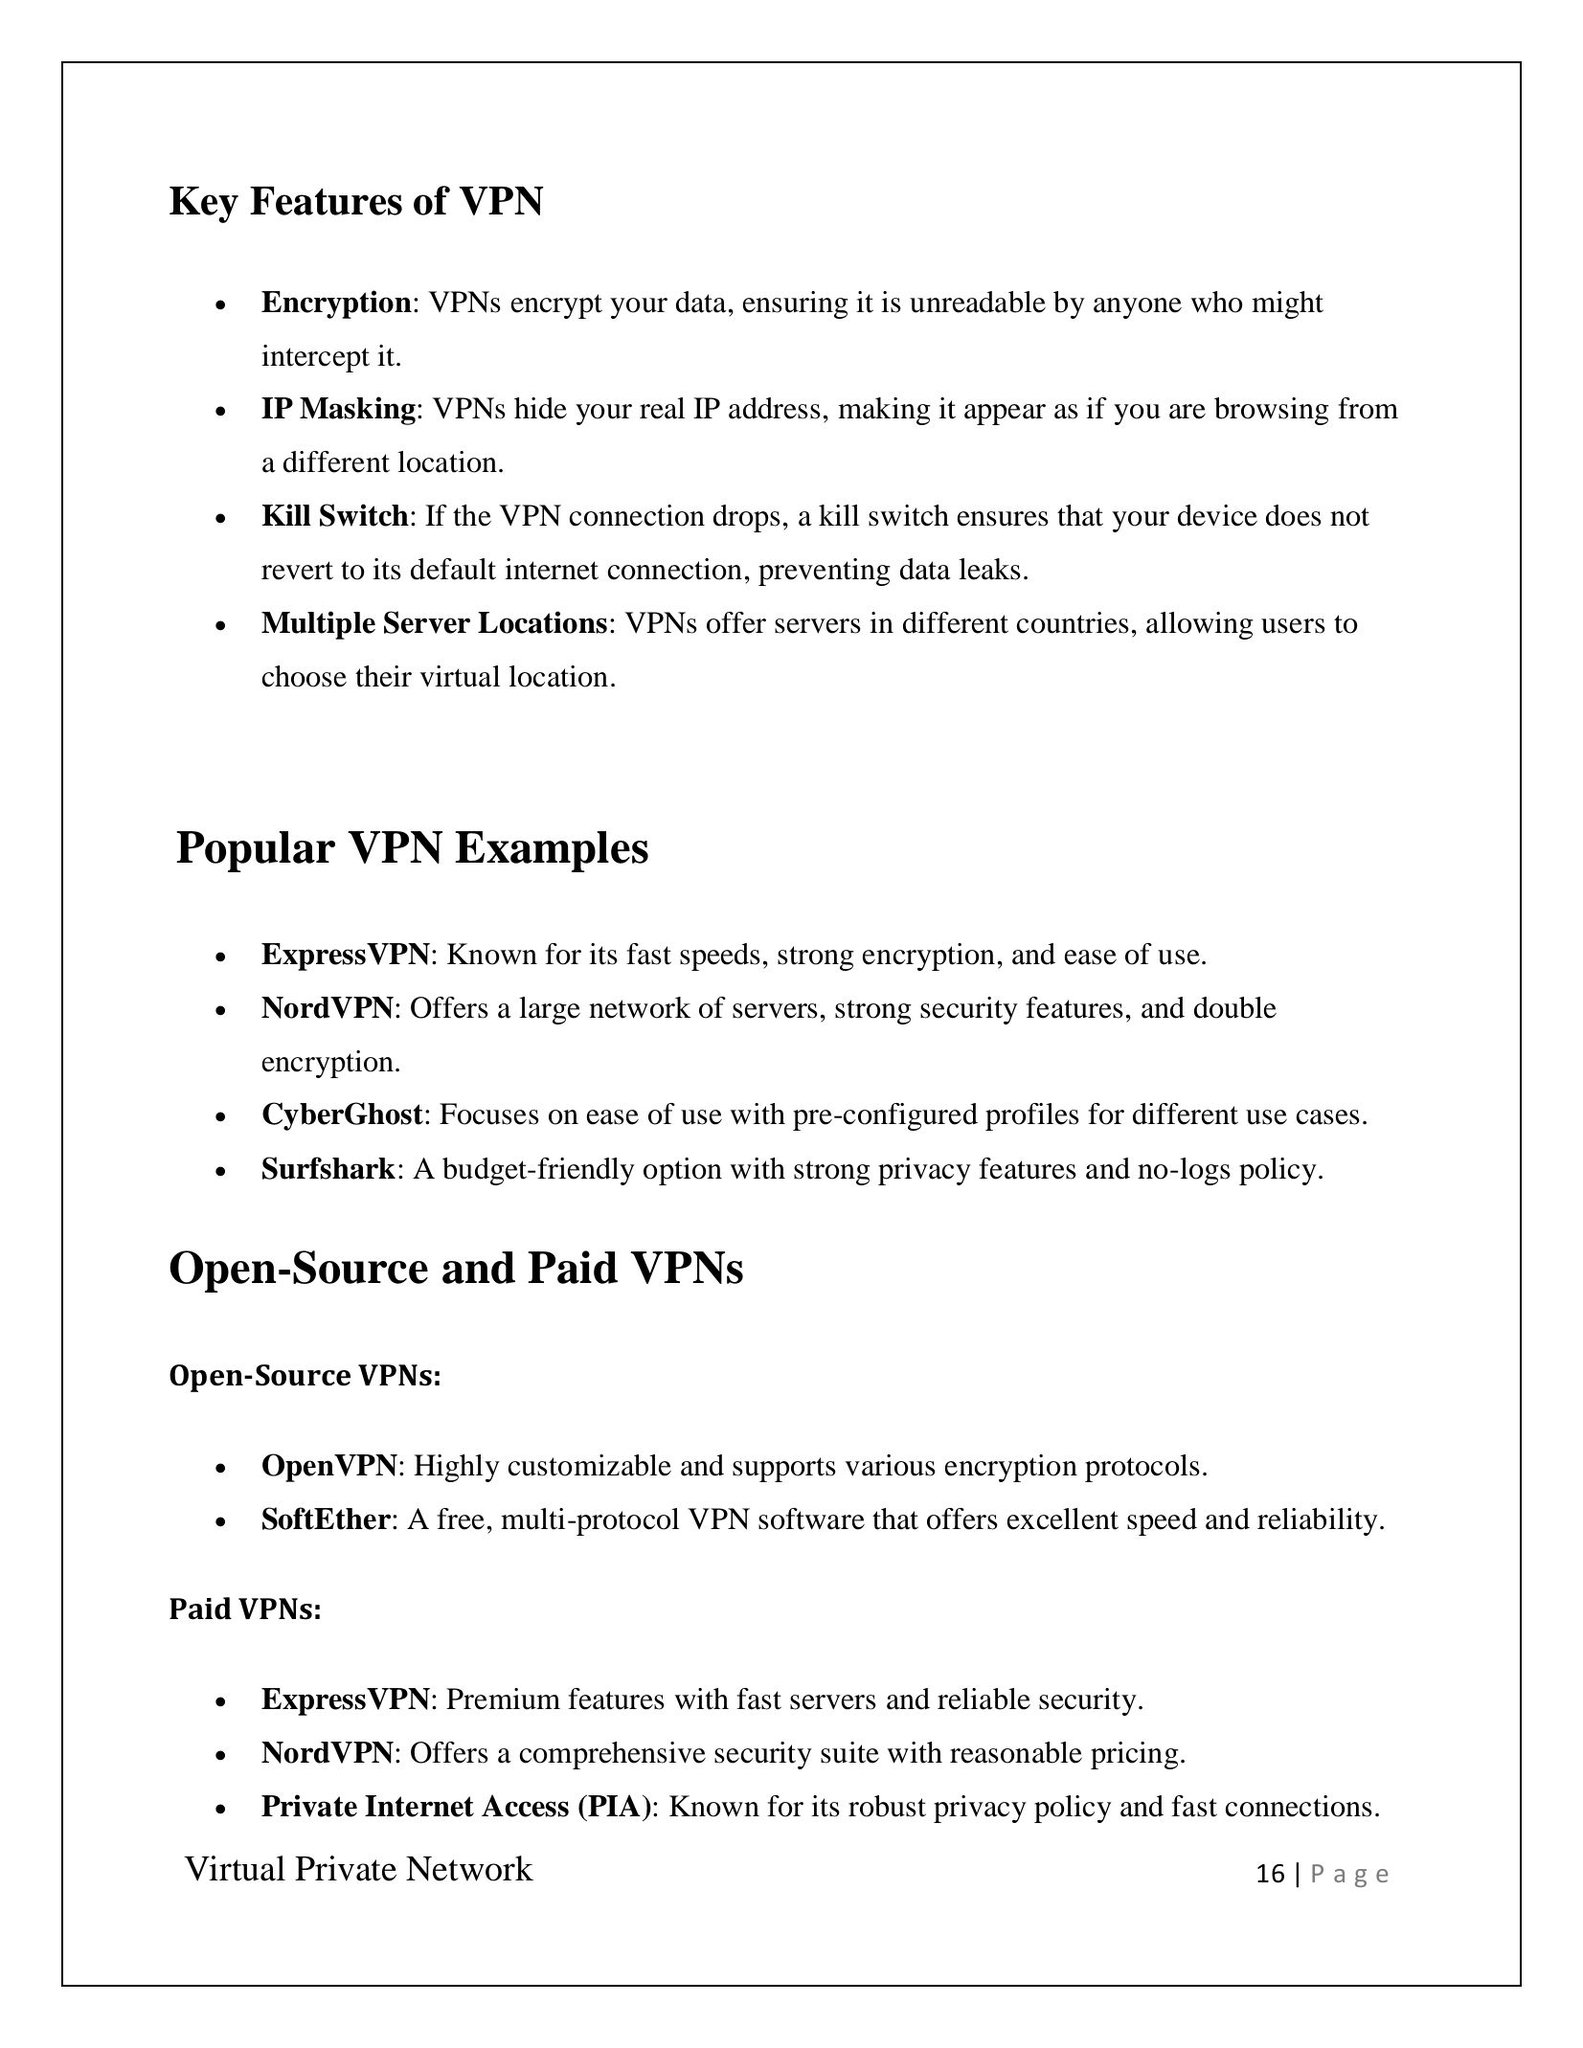 Key Features of VPN
• Encryption: VPNs encrypt your data, ensuring it is unreadable by anyone who might
intercept it.
• IP Masking: VPNs hide your real IP address, making it appear as if you are browsing from
a different location.
• Kill Switch: If the VPN connection drops, a kill switch ensures that your device does not
revert to its default internet connection, preventing data leaks.
• Multiple Server Locations: VPNs offer servers in different countries, allowing users to
choose their virtual location.
Popular VPN Examples
• ExpressVPN: Known for its fast speeds, strong encryption, and ease of use.
• NordVPN: Offers a large network of servers, strong security features, and double
encryption.
• CyberGhost: Focuses on ease of use with pre-configured profiles for different use cases.
• Surfshark: A budget-friendly option with strong privacy features and no-logs policy.
Open-Source and Paid VPNs
Open-Source VPNs:
• OpenVPN: Highly customizable and supports various encryption protocols.
• SoftEther: A free, multi-protocol VPN software that offers excellent speed and reliability.
Paid VPNs:
• ExpressVPN: Premium features with fast servers and reliable security.
• NordVPN: Offers a comprehensive security suite with reasonable pricing.
• Private Internet Access (PIA): Known for its robust privacy policy and fast connections.
Virtual Private Network 16 | Page